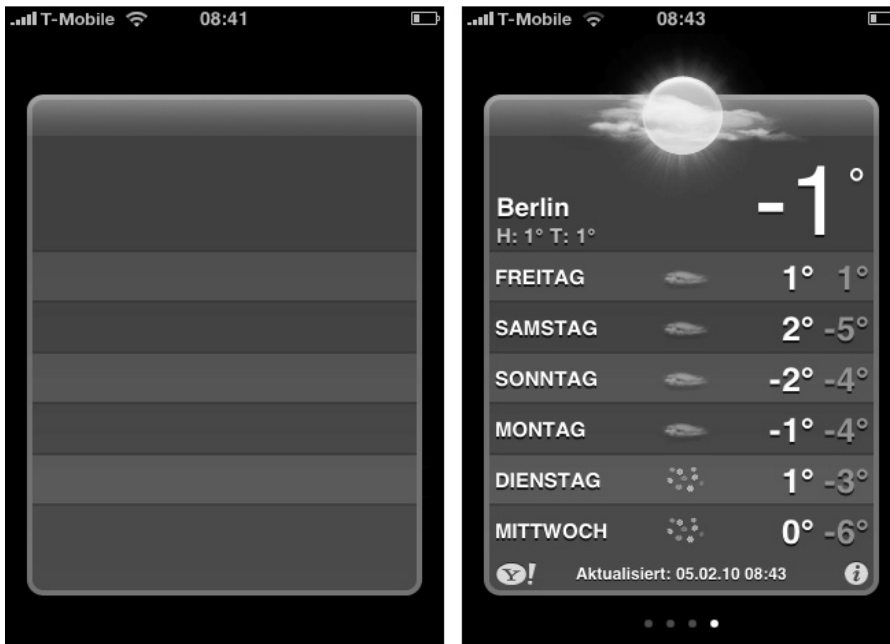 T-Mobile 08:41
T-Mobile 08:43
-1°
Berlin
H: 1° T: 1°
FREITAG 1° 1°
SAMSTAG 2° -5°
SONNTAG -2° -4°
MONTAG -1° -4°
DIENSTAG 1° -3°
MITTWOCH 0° -6°
Y! Aktualisiert: 05.02.10 08:43 i